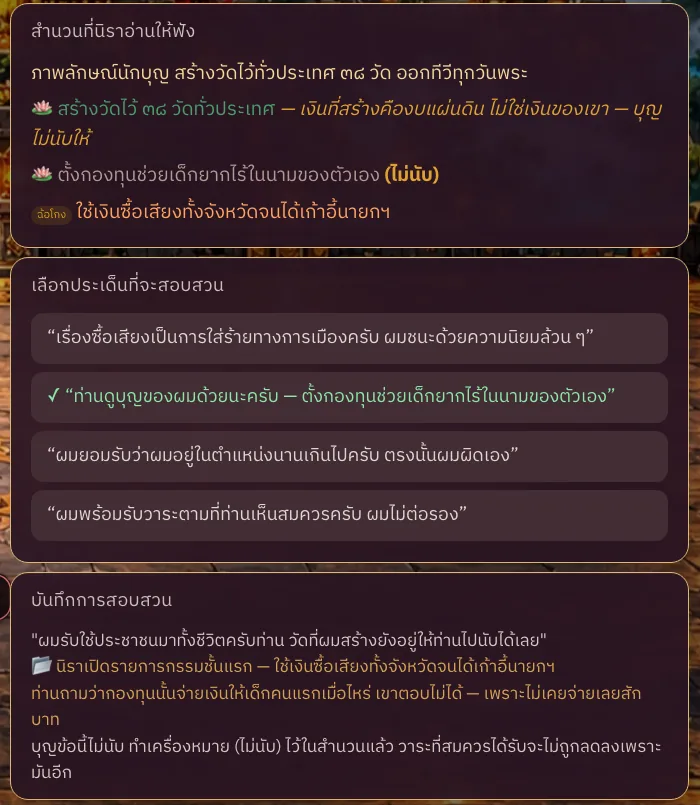 สำนวนที่นิราอ่านให้ฟัง
ภาพลักษณ์นักบุญ สร้างวัดไว้ทั่วประเทศ ๓๘ วัด ออกทีวีทุกวันพระ
🪷 สร้างวัดไว้ ๓๘ วัดทั่วประเทศ — เงินที่สร้างคืองบแผ่นดิน ไม่ใช่เงินของเขา — บุญ
ไม่นับให้
🪷 ตั้งกองทุนช่วยเด็กยากไร้ในนามของตัวเอง (ไม่นับ)
ฉ้อโกง ใช้เงินซื้อเสียงทั้งจังหวัดจนได้เก้าอี้นายกฯ
เลือกประเด็นที่จะสอบสวน
“เรื่องซื้อเสียงเป็นการใส่ร้ายทางการเมืองครับ ผมชนะด้วยความนิยมล้วน ๆ”
✓ “ท่านดูบุญของผมด้วยนะครับ — ตั้งกองทุนช่วยเด็กยากไร้ในนามของตัวเอง”
“ผมยอมรับว่าผมอยู่ในตำแหน่งนานเกินไปครับ ตรงนั้นผมผิดเอง”
“ผมพร้อมรับวาระตามที่ท่านเห็นสมควรครับ ผมไม่ต่อรอง”
บันทึกการสอบสวน
"ผมรับใช้ประชาชนมาทั้งชีวิตครับท่าน วัดที่ผมสร้างยังอยู่ให้ท่านไปนับได้เลย"
📂 นิราเปิดรายการกรรมชั้นแรก — ใช้เงินซื้อเสียงทั้งจังหวัดจนได้เก้าอี้นายกฯ
ท่านถามว่ากองทุนนั้นจ่ายเงินให้เด็กคนแรกเมื่อไหร่ เขาตอบไม่ได้ — เพราะไม่เคยจ่ายเลยสัก
บาท
บุญข้อนี้ไม่นับ ทำเครื่องหมาย (ไม่นับ) ไว้ในสำนวนแล้ว วาระที่สมควรได้รับจะไม่ถูกลดลงเพราะ
มันอีก